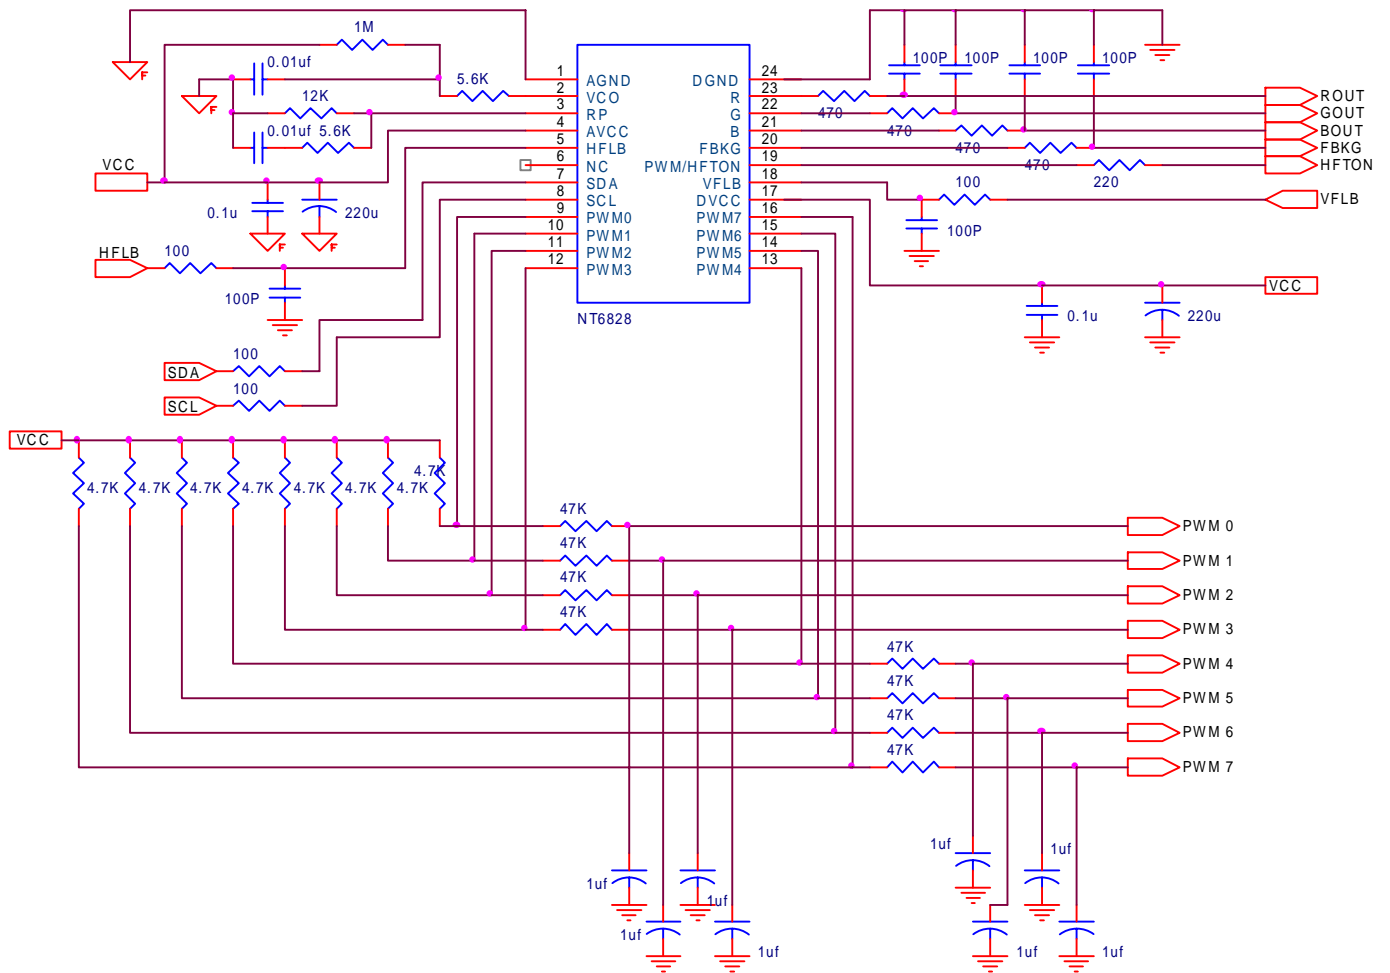 1M
100P 100P 100P 100P
0.01uf
5.6K
12K
0.01uf 5.6K
VCC
0.1u
220u
HFLB
100
100P
F
F
F
F
1 AGND
2 VCO
3 RP
4 AVCC
5 HFLB
6 NC
7 SDA
8 SCL
9 PWM0
10 PWM1
11 PWM2
12 PWM3
DGND 24
R 23
G 22
B 21
FBKG 20
PWM/HFTON 19
VFLB 18
DVCC 17
PWM7 16
PWM6 15
PWM5 14
PWM4 13
NT6828
470
470
470
470
220
ROUT
GOUT
BOUT
FBKG
HFTON
100
VFLB
100P
VCC
0.1u
220u
100
SDA
100
SCL
VCC
4.7K 4.7K 4.7K 4.7K 4.7K 4.7K 4.7K 4.7K
47K
PWM 0
47K
PWM 1
47K
PWM 2
47K
PWM 3
47K
PWM 4
47K
PWM 5
47K
PWM 6
47K
PWM 7
1uf
1uf
1uf
1uf
1uf
1uf
1uf
1uf